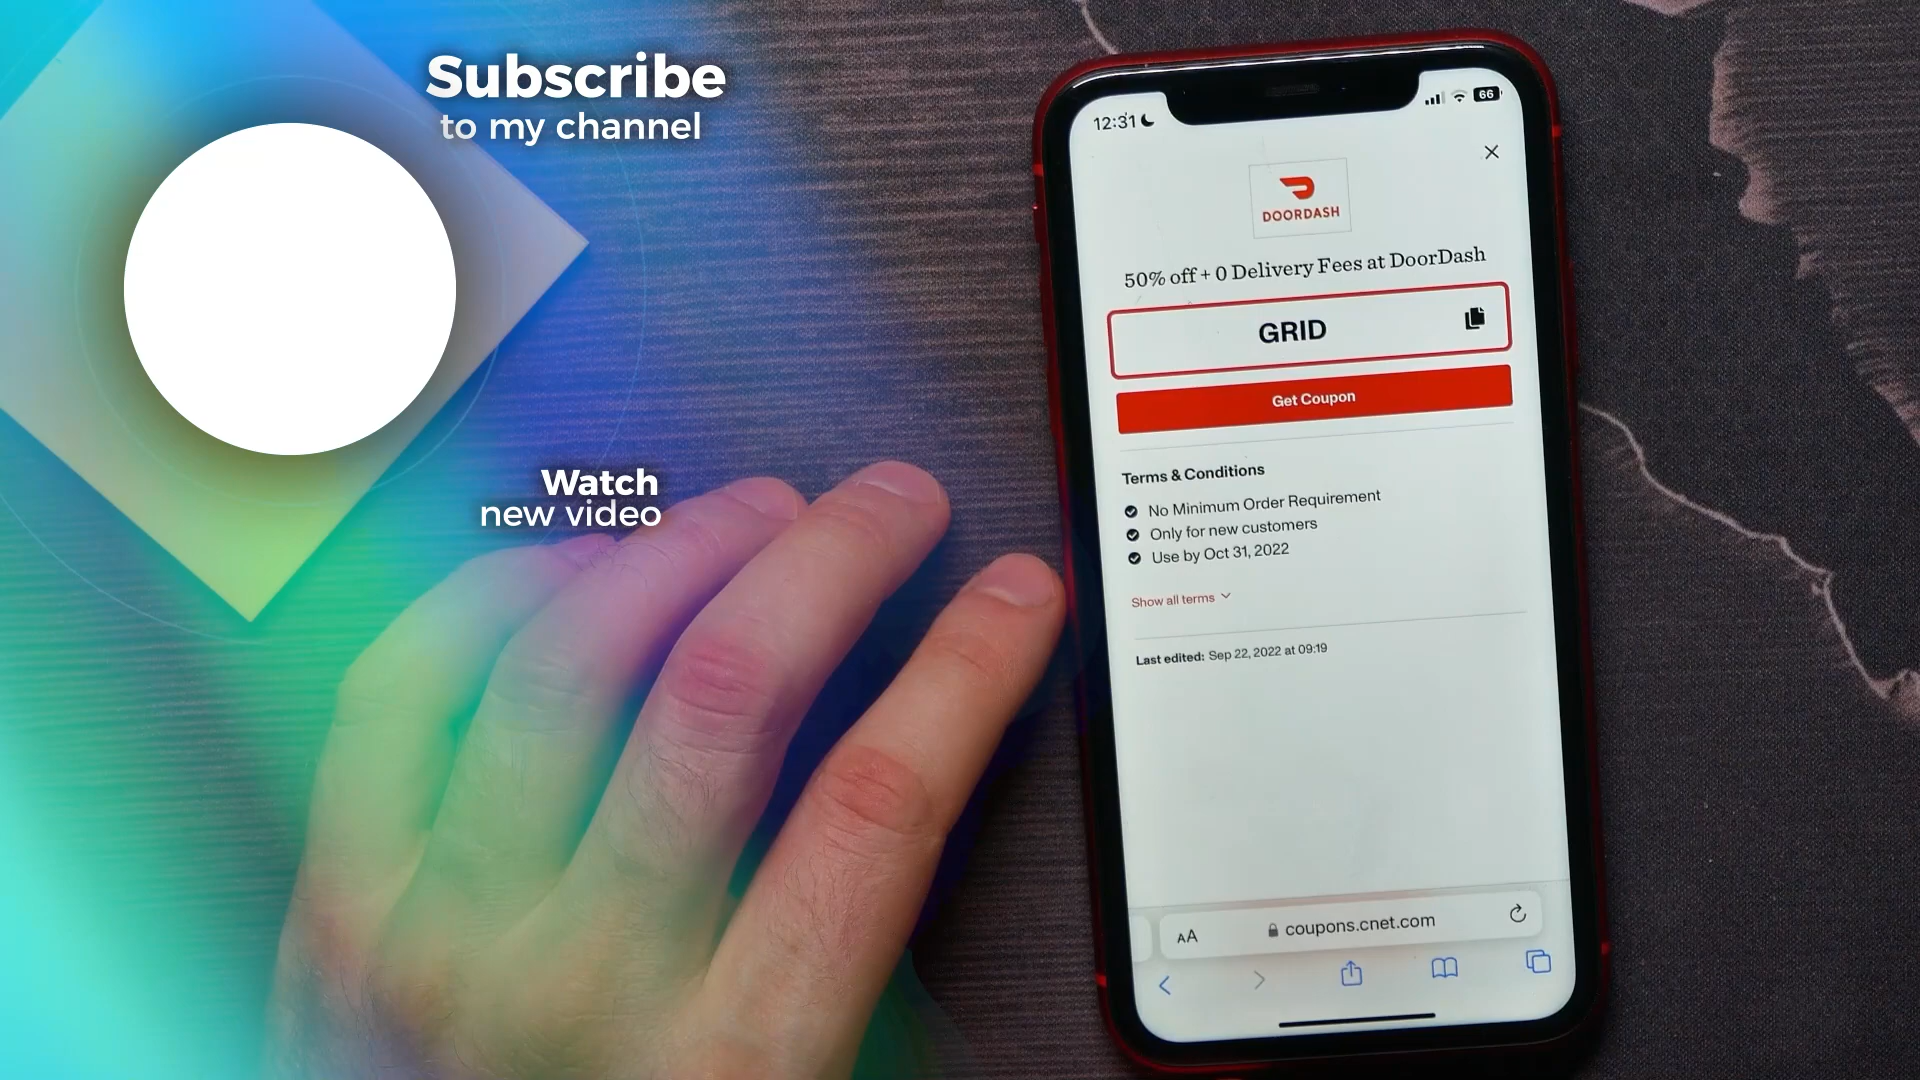 Subscribe
to my channel
Watch
new video
12:31
66
DOORDASH
50% off + 0 Delivery Fees at DoorDash
GRID
Get Coupon
Terms & Conditions
No Minimum Order Requirement
Only for new customers
Use by Oct 31, 2022
Show all terms
Last edited: Sep 22, 2022 at 09:19
AA
coupons.cnet.com